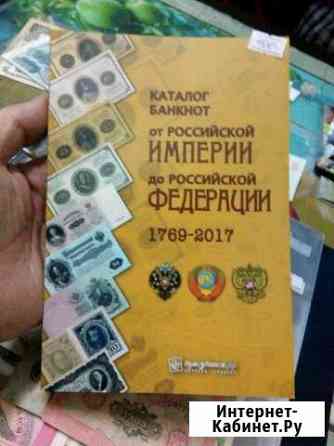 КАТАЛОГ
БАНКНОТ
от РОССИЙСКОЙ
ИМПЕРИИ
до РОССИЙСКОЙ
ФЕДЕРАЦИИ
1769-2017
Интернет-
Кабинет.Ру